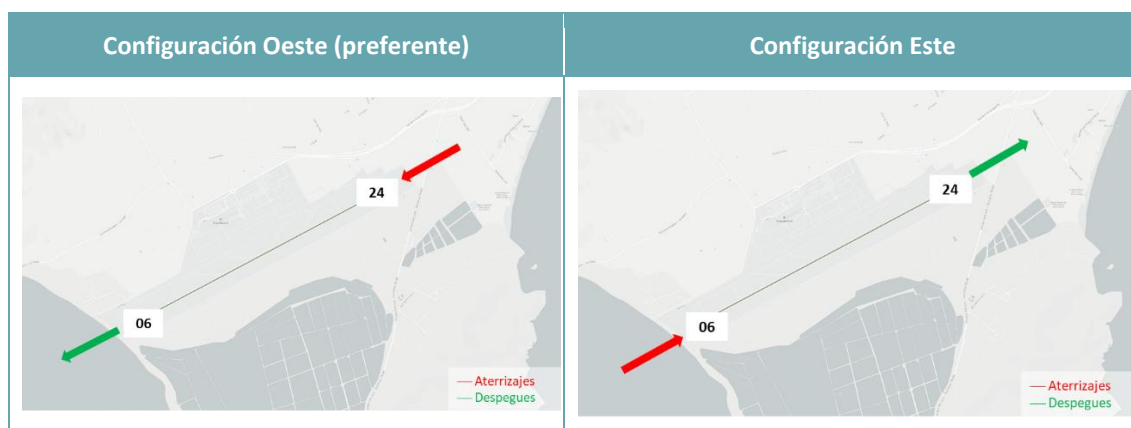 Configuración Oeste (preferente)
Configuración Este
24
06
Aterrizajes
Despegues
24
06
Aterrizajes
Despegues